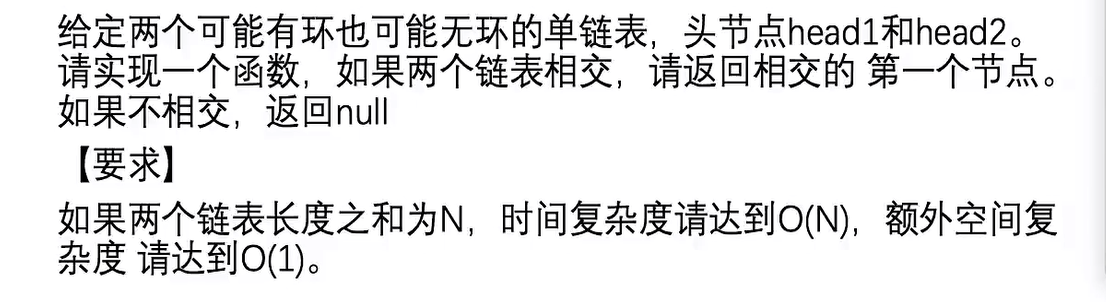 给定两个可能有环也可能无环的单链表，头节点head1和head2。
请实现一个函数，如果两个链表相交，请返回相交的 第一个节点。
如果不相交，返回null
【要求】
如果两个链表长度之和为N，时间复杂度请达到O(N)，额外空间复
杂度 请达到O(1)。